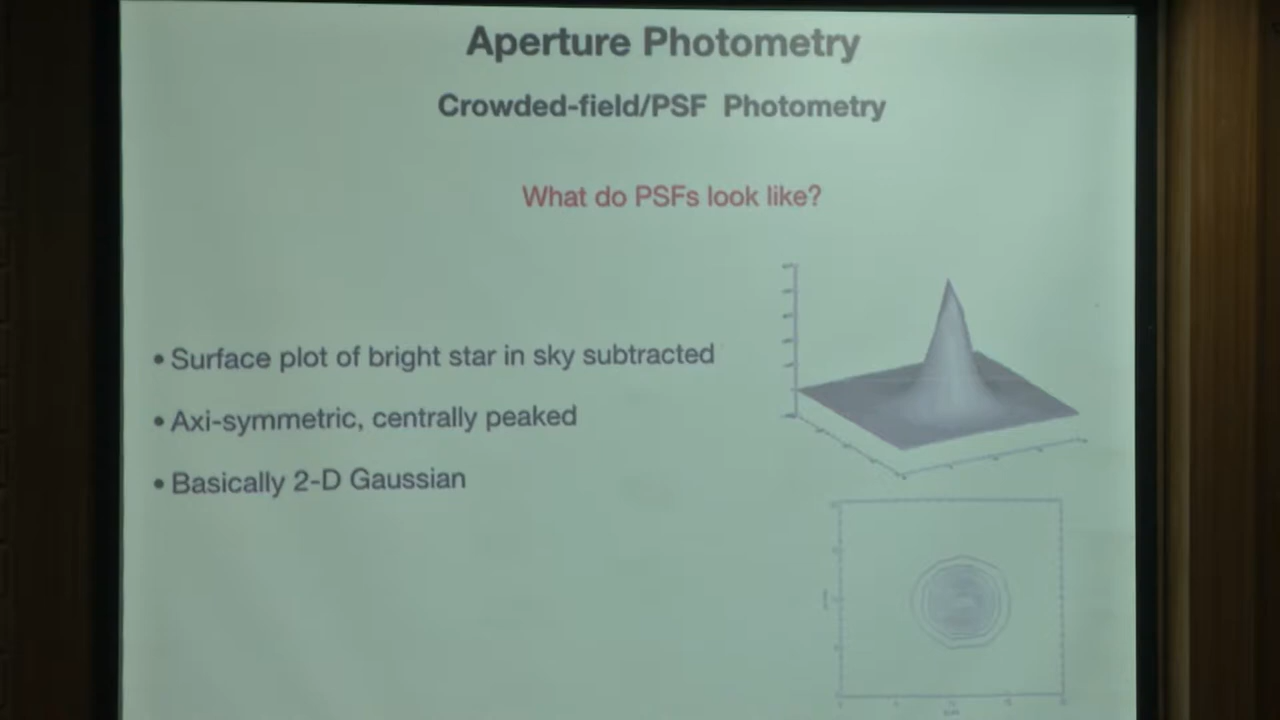 Aperture Photometry
Crowded-field/PSF Photometry
What do PSFs look like?
• Surface plot of bright star in sky subtracted
• Axi-symmetric, centrally peaked
• Basically 2-D Gaussian